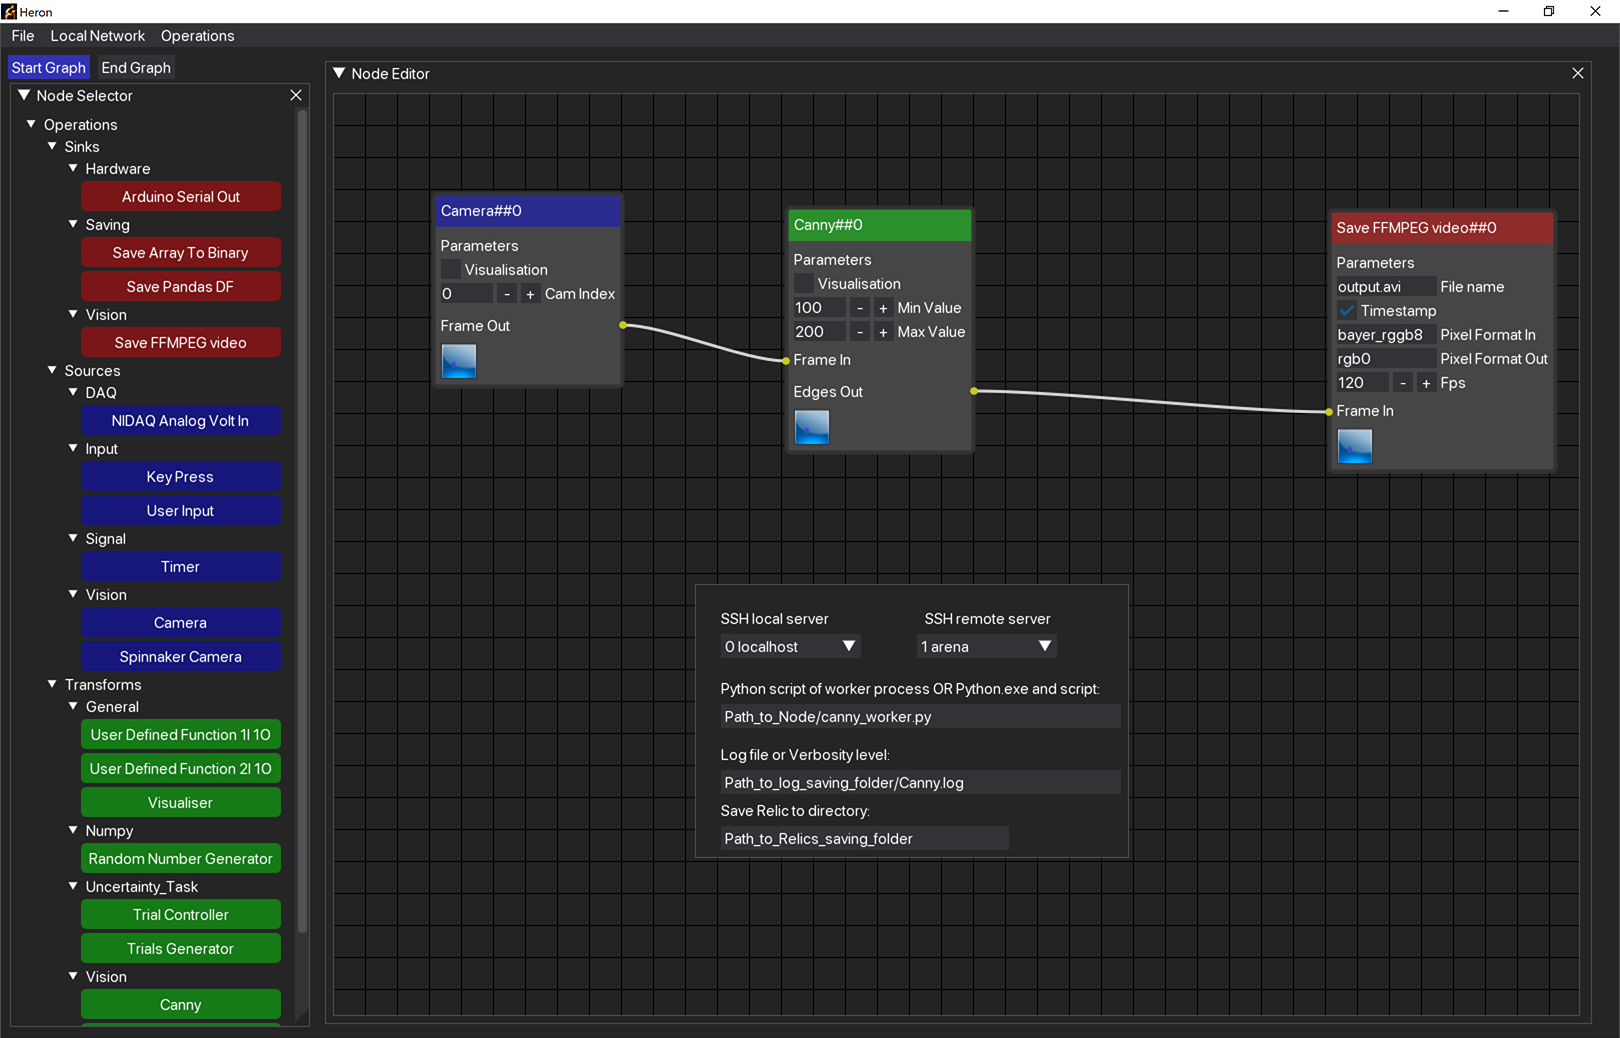 Heron
File Local Network Operations
Start Graph End Graph
Node Selector
Operations
Sinks
Hardware
Arduino Serial Out
Saving
Save Array To Binary
Save Pandas DF
Vision
Save FFMPEG video
Sources
DAQ
NIDAQ Analog Volt In
Input
Key Press
User Input
Signal
Timer
Vision
Camera
Spinnaker Camera
Transforms
General
User Defined Function 1I 1O
User Defined Function 2I 1O
Visualiser
Numpy
Random Number Generator
Uncertainty_Task
Trial Controller
Trials Generator
Vision
Canny
Node Editor
Camera##0
Parameters
Visualisation
0 - + Cam Index
Frame Out
Canny##0
Parameters
Visualisation
100 - + Min Value
200 - + Max Value
Frame In
Edges Out
Save FFMPEG video##0
Parameters
output.avi File name
Timestamp
bayer_rggb8 Pixel Format In
rgb0 Pixel Format Out
120 - + Fps
Frame In
SSH local server SSH remote server
0 localhost 1 arena
Python script of worker process OR Python.exe and script:
Path_to_Node/canny_worker.py
Log file or Verbosity level:
Path_to_log_saving_folder/Canny.log
Save Relic to directory:
Path_to_Relics_saving_folder